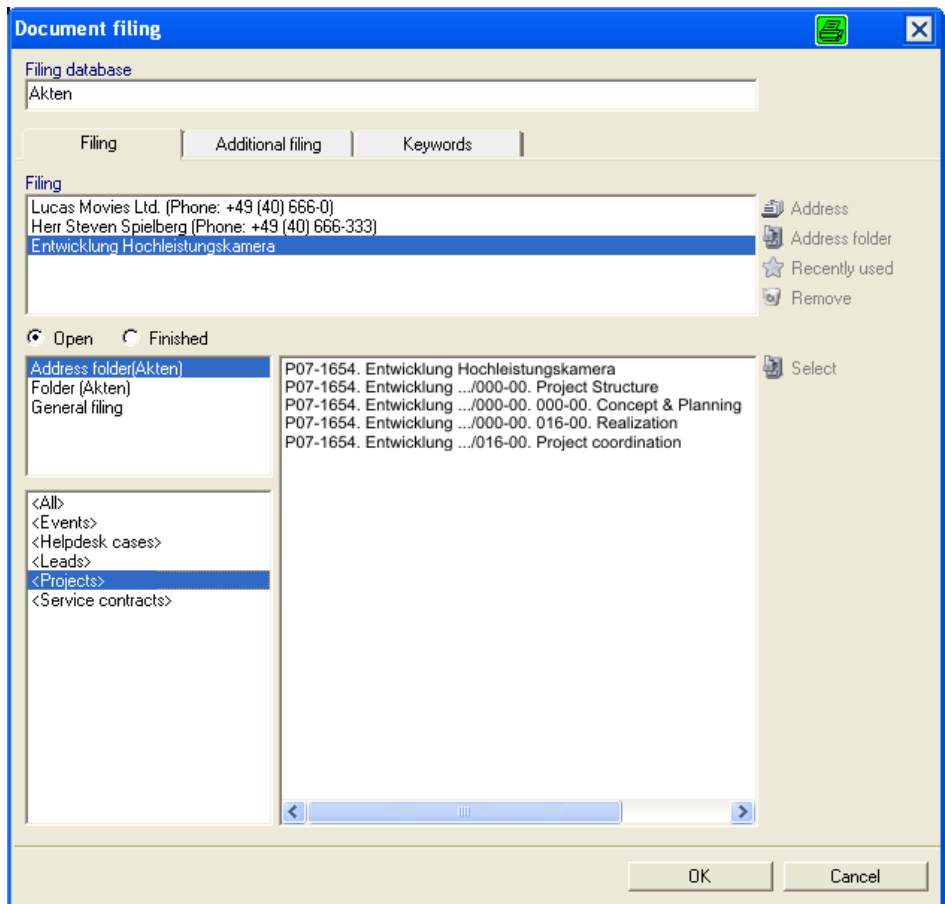 Document filing
Filing database
Akten
Filing
Additional filing
Keywords
Filing
Lucas Movies Ltd. (Phone: +49 (40) 666-0)
Herr Steven Spielberg (Phone: +49 (40) 666-333)
Entwicklung Hochleistungskamera
Address
Address folder
Recently used
Remove
Open
Finished
Address folder(Akten)
Folder (Akten)
General filing
P07-1654. Entwicklung Hochleistungskamera
P07-1654. Entwicklung .../000-00. Project Structure
P07-1654. Entwicklung .../000-00. 000-00. Concept & Planning
P07-1654. Entwicklung .../000-00. 016-00. Realization
P07-1654. Entwicklung .../016-00. Project coordination
Select
<All>
<Events>
<Helpdesk cases>
<Leads>
<Projects>
<Service contracts>
OK
Cancel